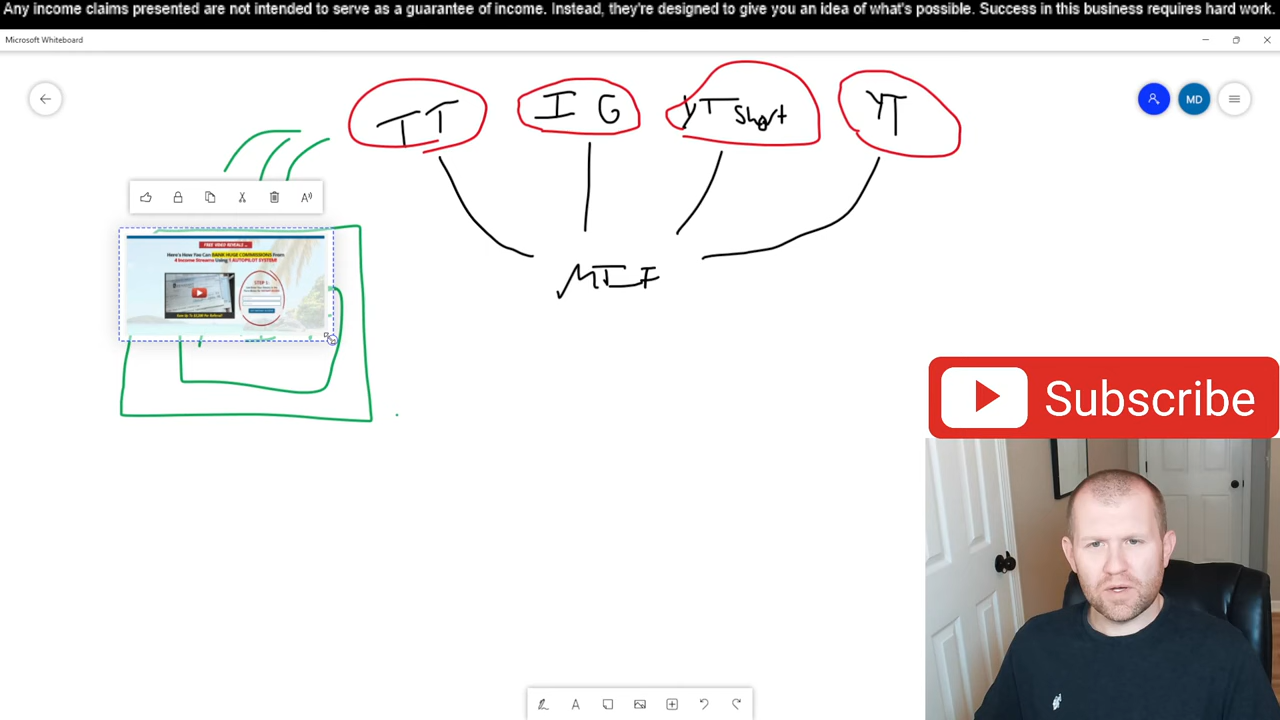 Any income claims presented are not intended to serve as a guarantee of income. Instead, they're designed to give you an idea of what's possible. Success in this business requires hard work.
Microsoft Whiteboard
TT
IG
YT Short
YT
MD
FREE VIDEO REVEALS ...
Here's How You Can BANK HUGE COMMISSIONS From
4 Income Streams Using 1 AUTOPILOT SYSTEM!
STEP 1:
Subscribe